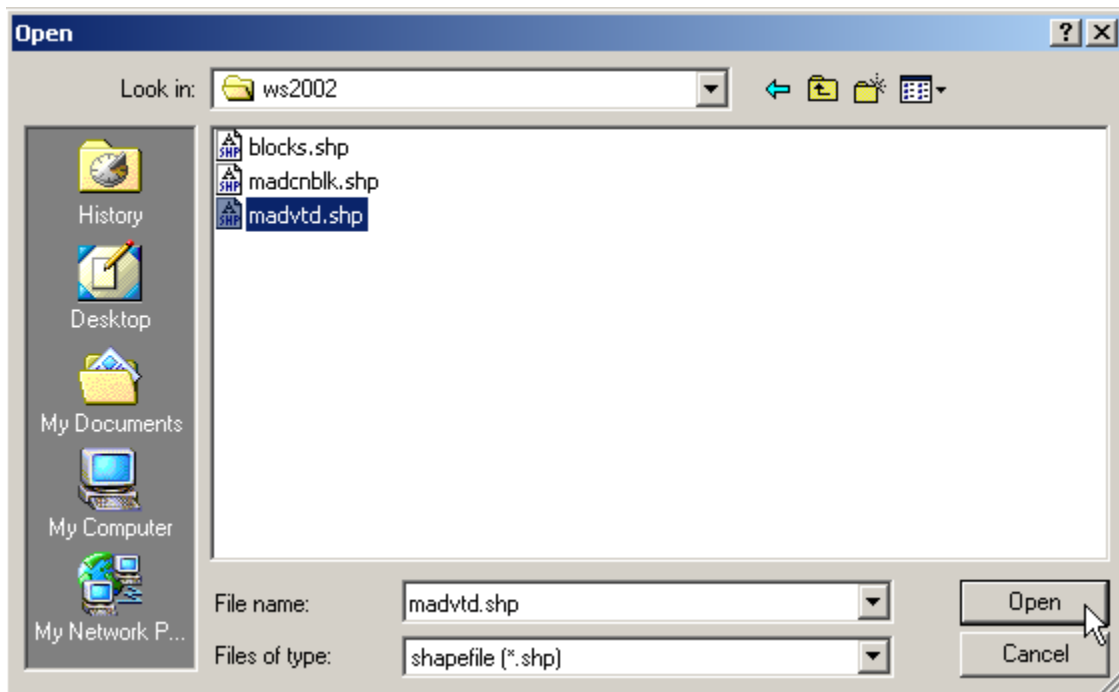 Open
Look in:
ws2002
blocks.shp
madcnblk.shp
madvtd.shp
History
Desktop
My Documents
My Computer
My Network P...
File name:
madvtd.shp
Open
Files of type:
shapefile (*.shp)
Cancel